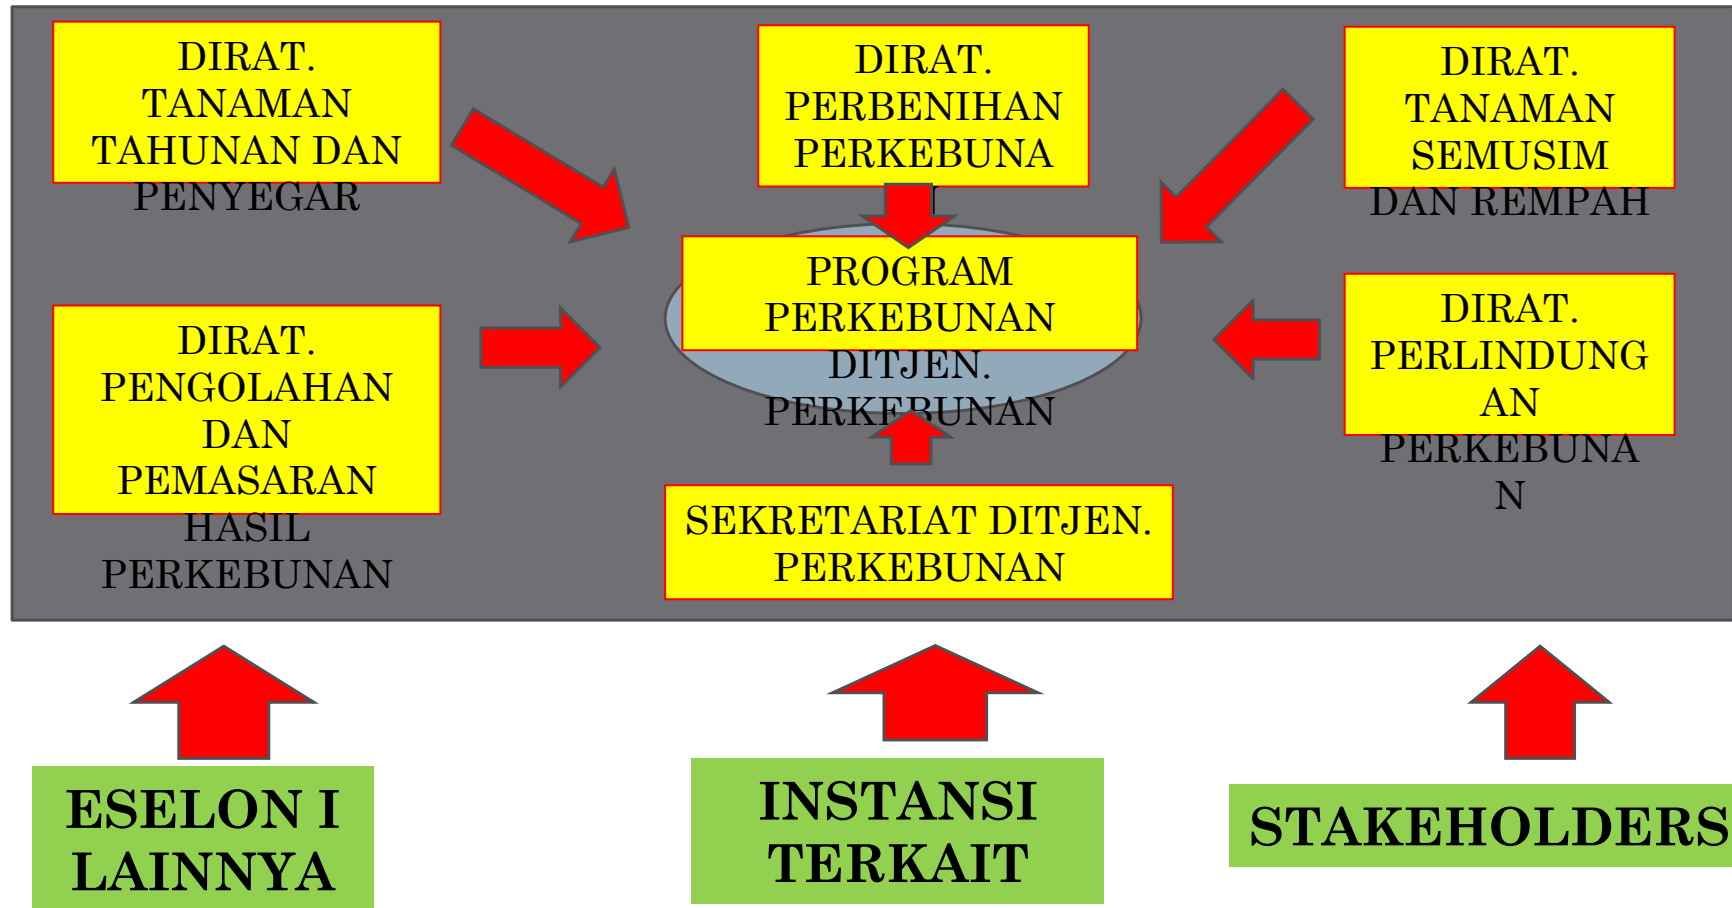 DIRAT.
TANAMAN
TAHUNAN DAN
PENYEGAR
DIRAT.
PERBENIHAN
PERKEBUNA
N
DIRAT.
TANAMAN
SEMUSIM
DAN REMPAH
PROGRAM
PERKEBUNAN
DITJEN.
PERKEBUNAN
DIRAT.
PENGOLAHAN
DAN
PEMASARAN
HASIL
PERKEBUNAN
DIRAT.
PERLINDUNG
AN
PERKEBUNA
N
SEKRETARIAT DITJEN.
PERKEBUNAN
ESELON I
LAINNYA
INSTANSI
TERKAIT
STAKEHOLDERS